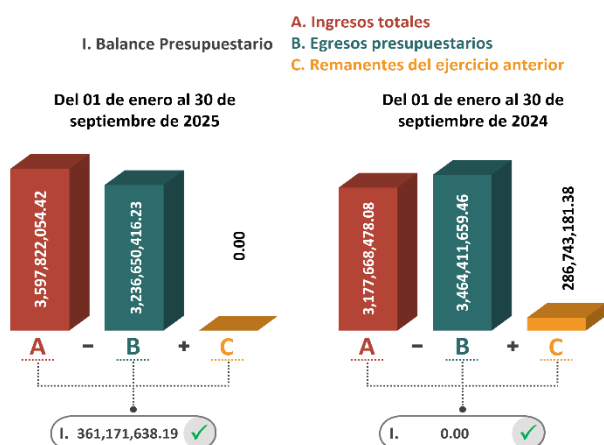 I. Balance Presupuestario
A. Ingresos totales
B. Egresos presupuestarios
C. Remanentes del ejercicio anterior
Del 01 de enero al 30 de
septiembre de 2025
3,597,822,054.42
3,236,650,416.23
0.00
A – B + C
I. 361,171,638.19 ✓
Del 01 de enero al 30 de
septiembre de 2024
3,177,668,478.08
3,464,411,659.46
286,743,181.38
A – B + C
I. 0.00 ✓